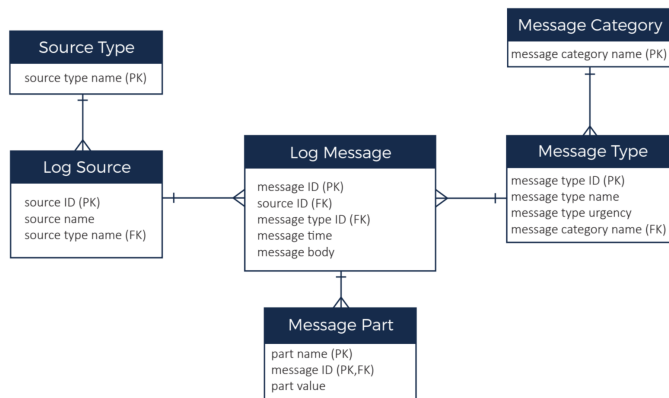 Source Type
source type name (PK)
Message Category
message category name (PK)
Log Source
source ID (PK)
source name
source type name (FK)
Log Message
message ID (PK)
source ID (FK)
message type ID (FK)
message time
message body
Message Type
message type ID (PK)
message type name
message type urgency
message category name (FK)
Message Part
part name (PK)
message ID (PK,FK)
part value